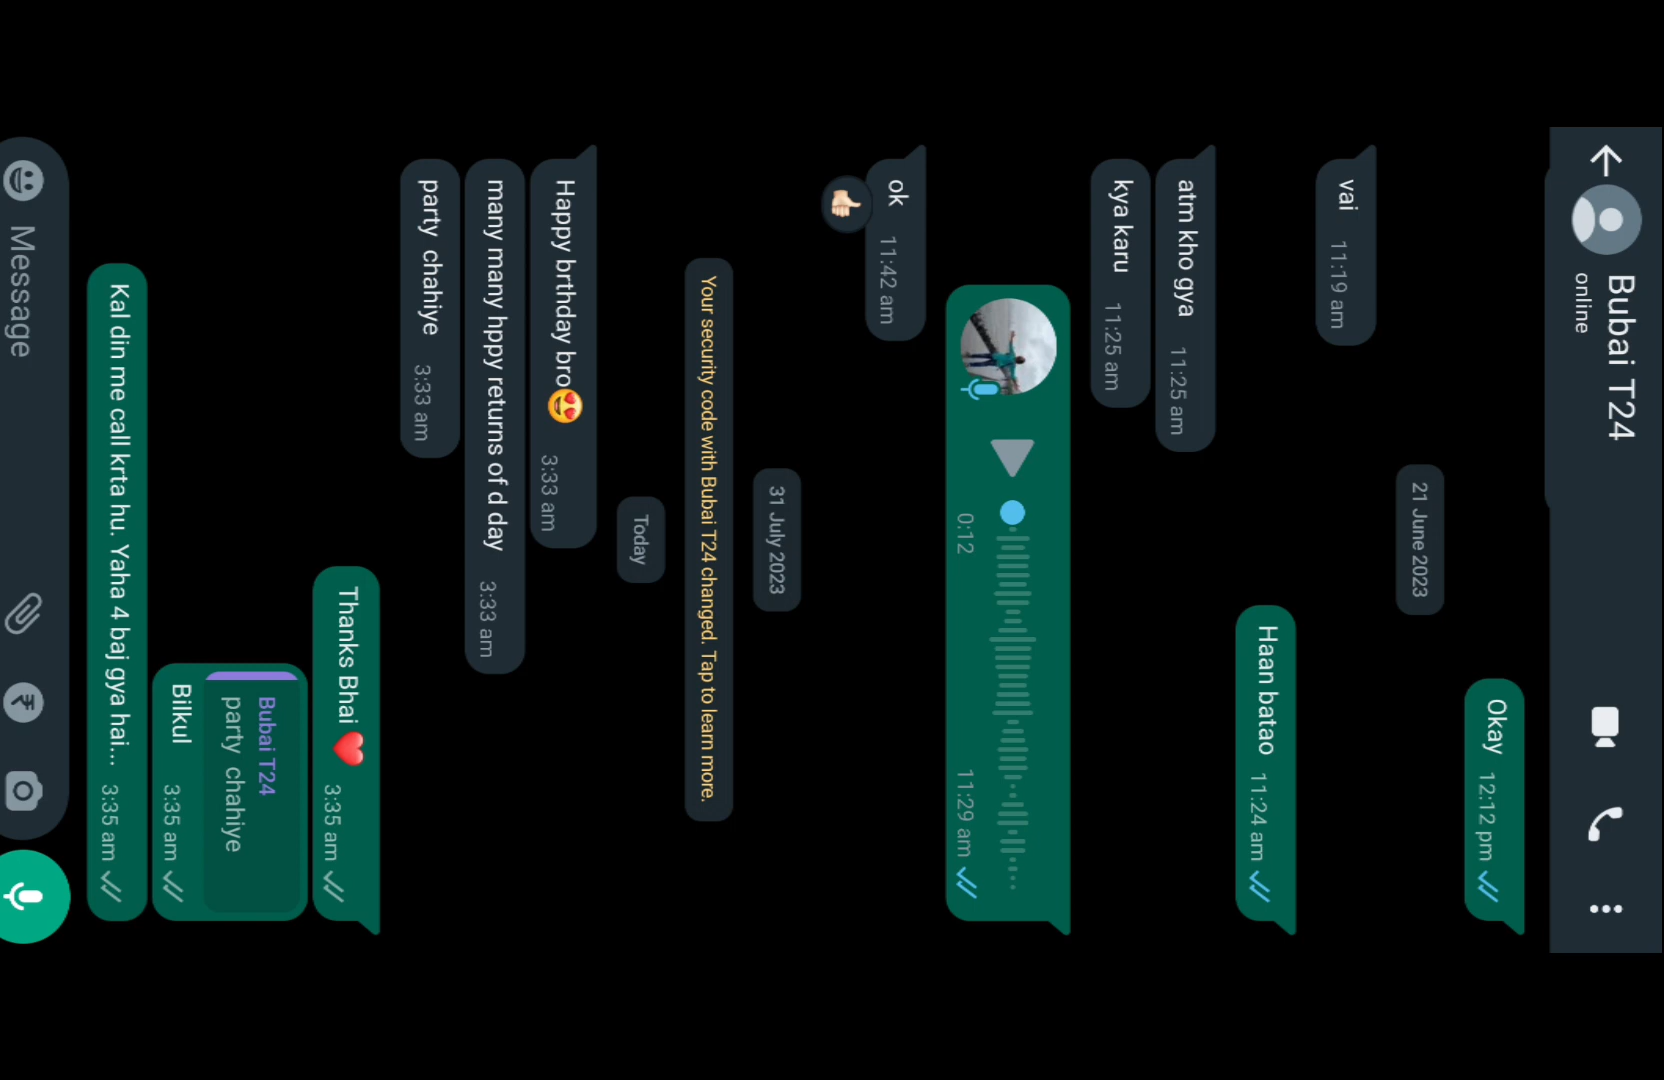 Bubai T24
online
Okay 12:12 pm
21 June 2023
vai 11:19 am
Haan batao 11:24 am
atm kho gya 11:25 am
kya karu 11:25 am
0:12 11:29 am
ok 11:42 am
31 July 2023
Your security code with Bubai T24 changed. Tap to learn more.
Today
Happy brthday bro😍 3:33 am
many many hppy returns of d day 3:33 am
party chahiye 3:33 am
Thanks Bhai ❤️ 3:35 am
Bubai T24
party chahiye
Bilkul 3:35 am
Kal din me call krta hu. Yaha 4 baj gya hai... 3:35 am
Message